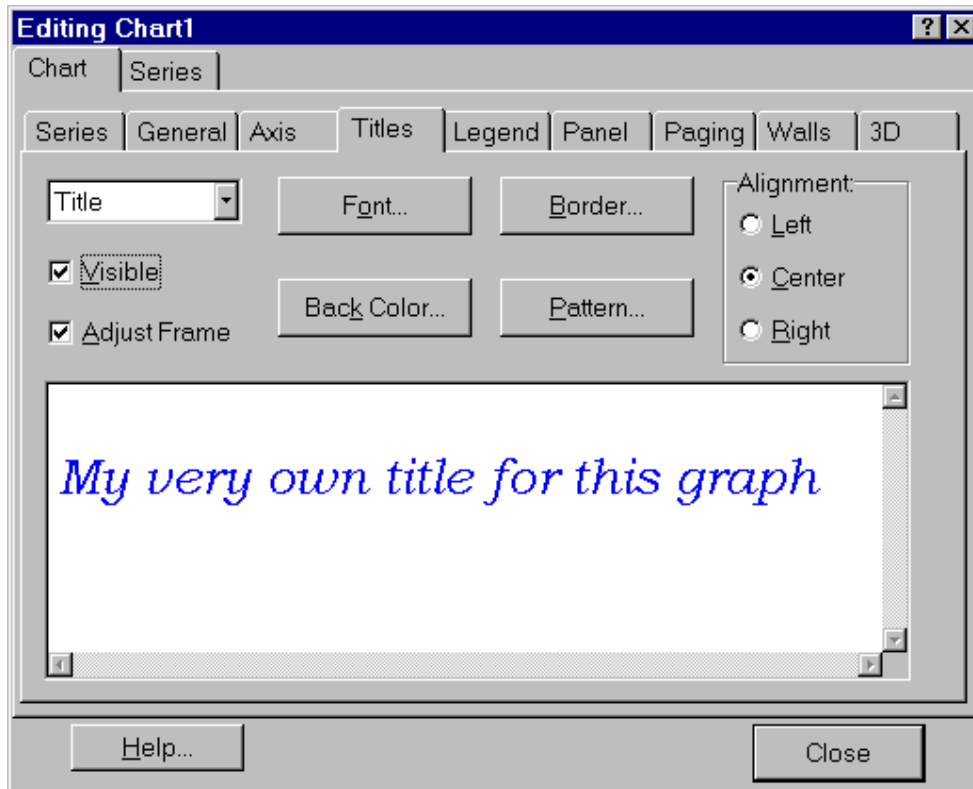 Editing Chart1
Chart Series
Series General Axis Titles Legend Panel Paging Walls 3D
Title Font... Border... Alignment:
Left
Visible
Center
Back Color... Pattern...
Adjust Frame Right
My very own title for this graph
Help... Close